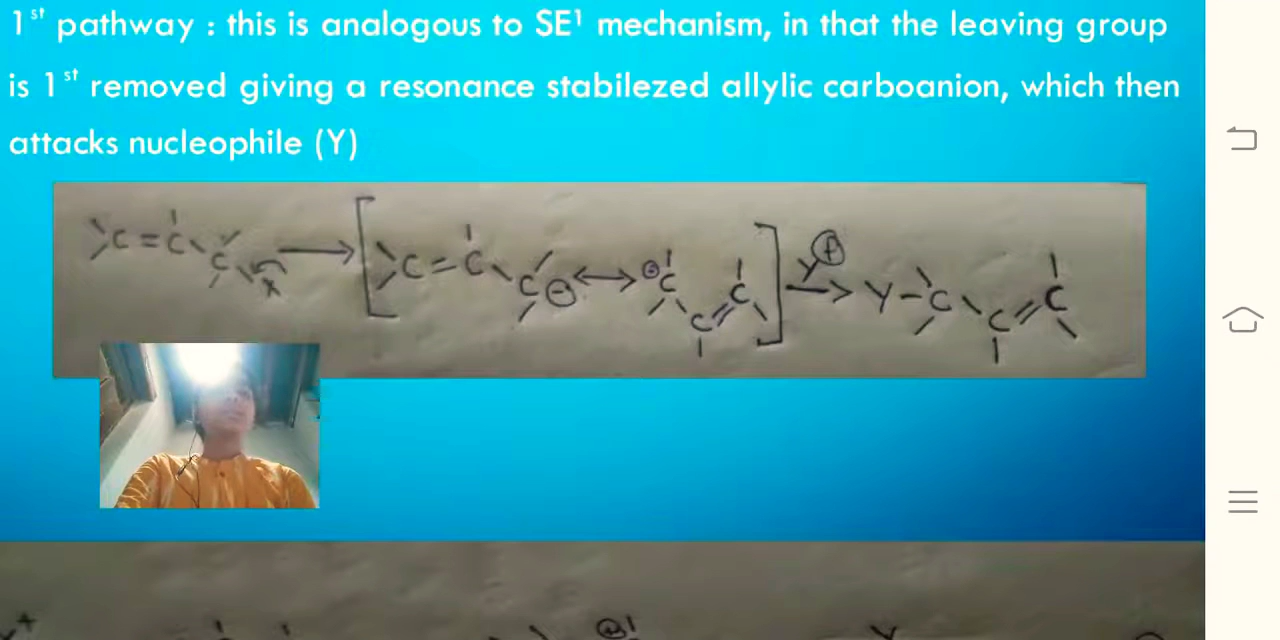 1st pathway : this is analogous to SE¹ mechanism, in that the leaving group
is 1st removed giving a resonance stabilezed allylic carboanion, which then
attacks nucleophile (Y)
C = C C X → [ C = C C ⊖ ↔ ⊖ C C = C ] Y ⊕ → Y - C C = C